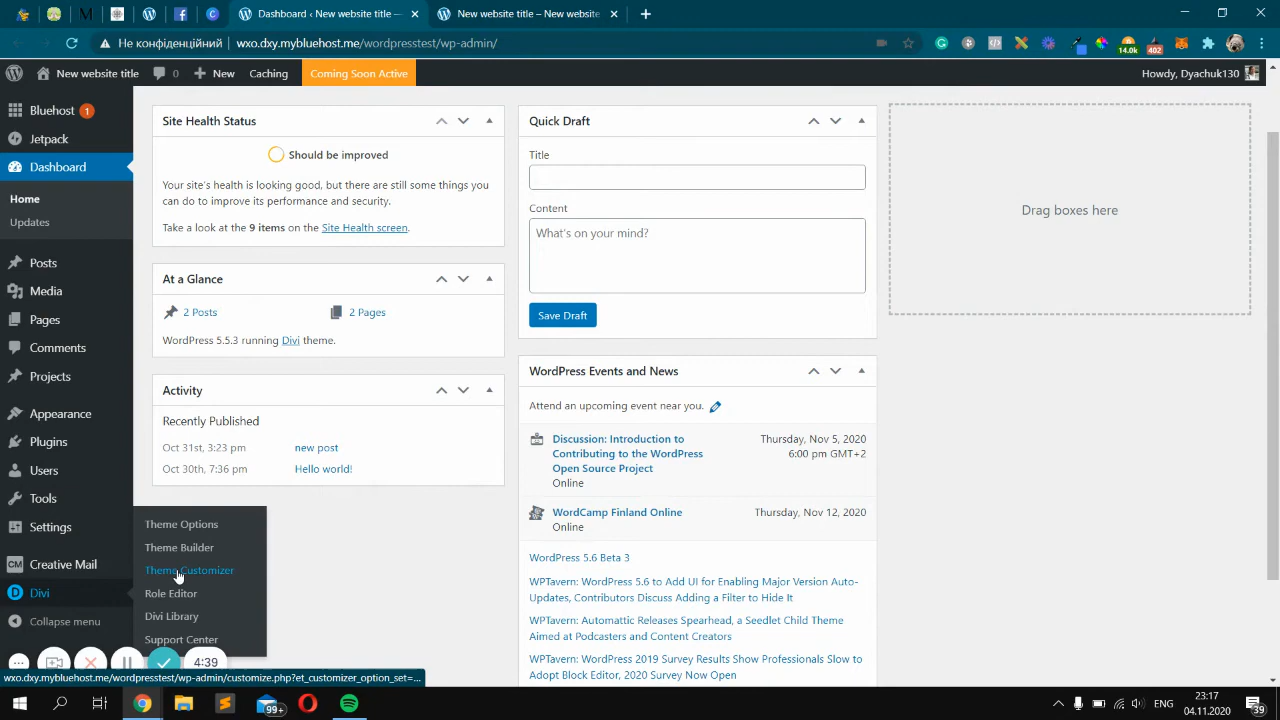 Dashboard ‹ New website title —
New website title – Just another
Не конфіденційний
wxo.dxy.mybluehost.me/wordpresstest/wp-admin/
14.0k
402
New website title
0
New
Caching
Coming Soon Active
Howdy, Dyachuk130
Bluehost 1
Jetpack
Dashboard
Home
Updates
Posts
Media
Pages
Comments
Projects
Appearance
Plugins
Users
Tools
Settings
CM Creative Mail
D Divi
Collapse menu
Theme Options
Theme Builder
Theme Customizer
Role Editor
Divi Library
Support Center
4:39
Site Health Status
Should be improved
Your site's health is looking good, but there are still some things you
can do to improve its performance and security.
Take a look at the 9 items on the Site Health screen.
At a Glance
2 Posts
2 Pages
WordPress 5.5.3 running Divi theme.
Activity
Recently Published
Oct 31st, 3:23 pm new post
Oct 30th, 7:36 pm Hello world!
Quick Draft
Title
Content
What's on your mind?
Save Draft
WordPress Events and News
Attend an upcoming event near you.
Discussion: Introduction to
Contributing to the WordPress
Open Source Project
Online
Thursday, Nov 5, 2020
6:00 pm GMT+2
WordCamp Finland Online
Online
Thursday, Nov 12, 2020
WordPress 5.6 Beta 3
WPTavern: WordPress 5.6 to Add UI for Enabling Major Version Auto-
Updates, Contributors Discuss Adding a Filter to Hide It
WPTavern: Automattic Releases Spearhead, a Seedlet Child Theme
Aimed at Podcasters and Content Creators
WPTavern: WordPress 2019 Survey Results Show Professionals Slow to
Adopt Block Editor, 2020 Survey Now Open
Drag boxes here
wxo.dxy.mybluehost.me/wordpresstest/wp-admin/customize.php?et_customizer_option_set=...
99+
ENG
23:17
04.11.2020
39